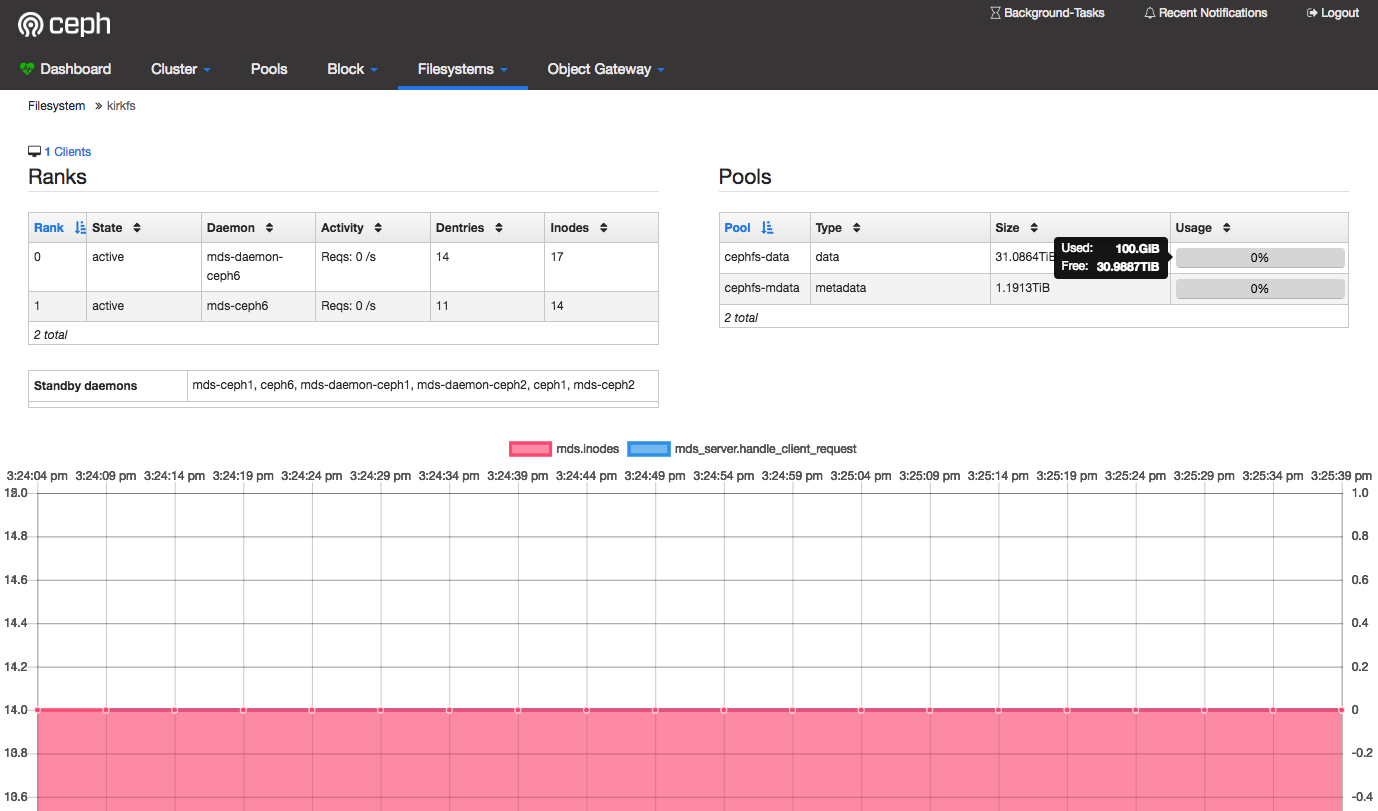 ceph
Background-Tasks Recent Notifications Logout
Dashboard Cluster Pools Block Filesystems Object Gateway
Filesystem » kirkfs
1 Clients
Ranks
Rank State Daemon Activity Dentries Inodes
0 active mds-daemon-ceph6 Reqs: 0 /s 14 17
1 active mds-ceph6 Reqs: 0 /s 11 14
2 total
Standby daemons mds-ceph1, ceph6, mds-daemon-ceph1, mds-daemon-ceph2, ceph1, mds-ceph2
Pools
Pool Type Size Usage
Used: 100.GiB
Free: 30.9887TiB
cephfs-data data 31.0864TiB 0%
cephfs-mdata metadata 1.1913TiB 0%
2 total
mds.inodes mds_server.handle_client_request
3:24:04 pm 3:24:09 pm 3:24:14 pm 3:24:19 pm 3:24:24 pm 3:24:29 pm 3:24:34 pm 3:24:39 pm 3:24:44 pm 3:24:49 pm 3:24:54 pm 3:24:59 pm 3:25:04 pm 3:25:09 pm 3:25:14 pm 3:25:19 pm 3:25:24 pm 3:25:29 pm 3:25:34 pm 3:25:39 pm
18.0 1.0
14.8 0.8
14.6 0.6
14.4 0.4
14.2 0.2
14.0 0
-0.2
-0.4